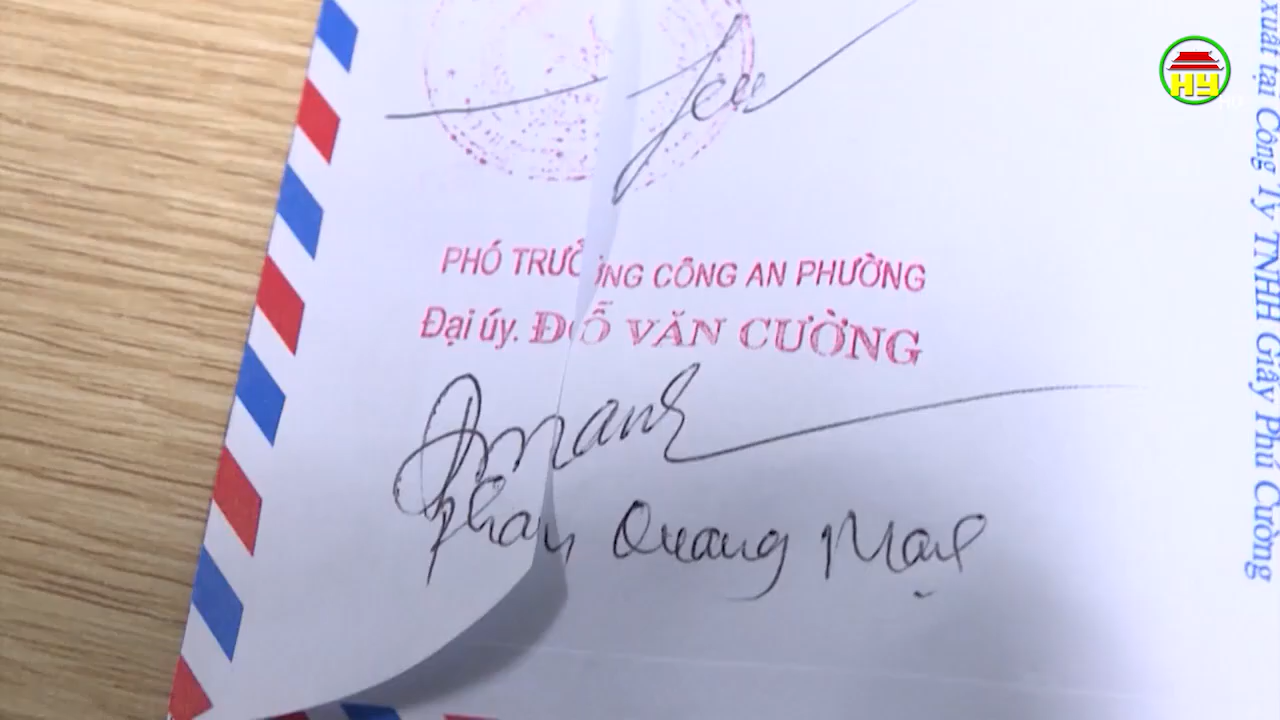 PHÓ TRƯỞNG CÔNG AN PHƯỜNG
Đại úy. ĐỖ VĂN CƯỜNG
Phan Quang Mạnh
xuất tại Công Ty TNHH Giấy Phú Cường
HY